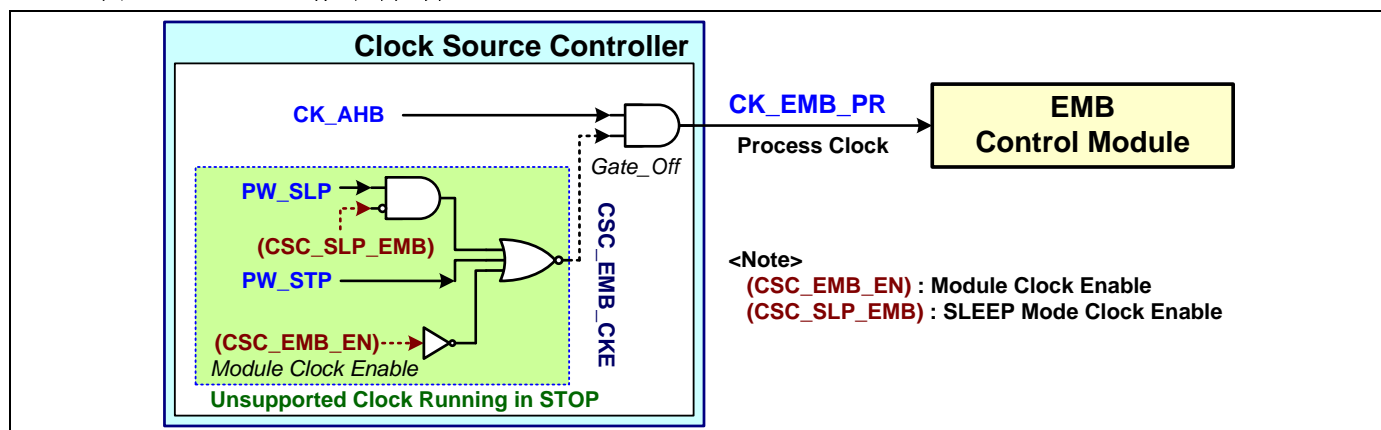 Clock Source Controller
CK_AHB
Gate_Off
CK_EMB_PR
Process Clock
EMB
Control Module
PW_SLP
(CSC_SLP_EMB)
PW_STP
(CSC_EMB_EN)
Module Clock Enable
Unsupported Clock Running in STOP
CSC_EMB_CKE
<Note>
(CSC_EMB_EN) : Module Clock Enable
(CSC_SLP_EMB) : SLEEP Mode Clock Enable